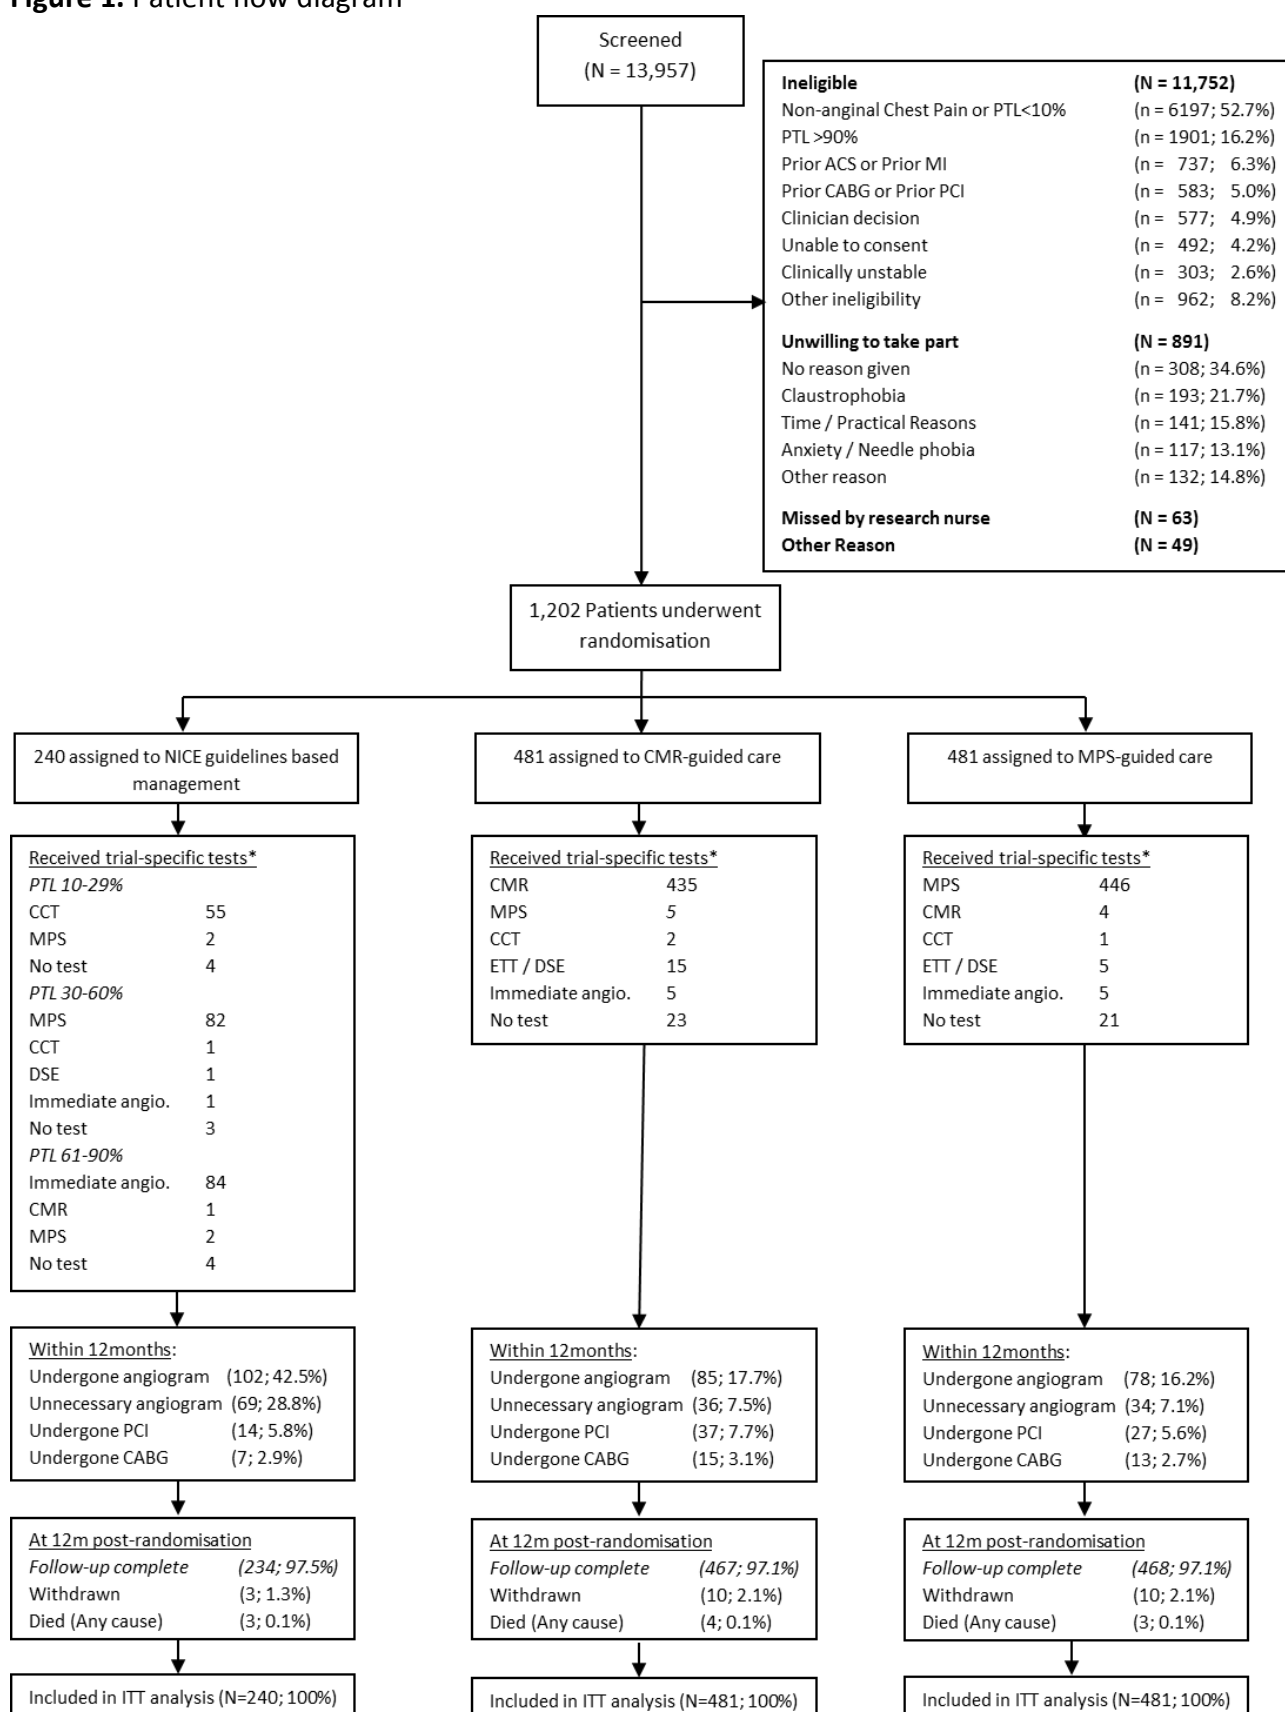 Figure 1. Patient flow diagram
Screened
(N = 13,957)
Ineligible (N = 11,752)
Non-anginal Chest Pain or PTL<10% (n = 6197; 52.7%)
PTL >90% (n = 1901; 16.2%)
Prior ACS or Prior MI (n = 737; 6.3%)
Prior CABG or Prior PCI (n = 583; 5.0%)
Clinician decision (n = 577; 4.9%)
Unable to consent (n = 492; 4.2%)
Clinically unstable (n = 303; 2.6%)
Other ineligibility (n = 962; 8.2%)
Unwilling to take part (N = 891)
No reason given (n = 308; 34.6%)
Claustrophobia (n = 193; 21.7%)
Time / Practical Reasons (n = 141; 15.8%)
Anxiety / Needle phobia (n = 117; 13.1%)
Other reason (n = 132; 14.8%)
Missed by research nurse (N = 63)
Other Reason (N = 49)
1,202 Patients underwent
randomisation
240 assigned to NICE guidelines based
management
Received trial-specific tests*
PTL 10-29%
CCT 55
MPS 2
No test 4
PTL 30-60%
MPS 82
CCT 1
DSE 1
Immediate angio. 1
No test 3
PTL 61-90%
Immediate angio. 84
CMR 1
MPS 2
No test 4
Within 12months:
Undergone angiogram (102; 42.5%)
Unnecessary angiogram (69; 28.8%)
Undergone PCI (14; 5.8%)
Undergone CABG (7; 2.9%)
At 12m post-randomisation
Follow-up complete (234; 97.5%)
Withdrawn (3; 1.3%)
Died (Any cause) (3; 0.1%)
Included in ITT analysis (N=240; 100%)
481 assigned to CMR-guided care
Received trial-specific tests*
CMR 435
MPS 5
CCT 2
ETT / DSE 15
Immediate angio. 5
No test 23
Within 12months:
Undergone angiogram (85; 17.7%)
Unnecessary angiogram (36; 7.5%)
Undergone PCI (37; 7.7%)
Undergone CABG (15; 3.1%)
At 12m post-randomisation
Follow-up complete (467; 97.1%)
Withdrawn (10; 2.1%)
Died (Any cause) (4; 0.1%)
Included in ITT analysis (N=481; 100%)
481 assigned to MPS-guided care
Received trial-specific tests*
MPS 446
CMR 4
CCT 1
ETT / DSE 5
Immediate angio. 5
No test 21
Within 12months:
Undergone angiogram (78; 16.2%)
Unnecessary angiogram (34; 7.1%)
Undergone PCI (27; 5.6%)
Undergone CABG (13; 2.7%)
At 12m post-randomisation
Follow-up complete (468; 97.1%)
Withdrawn (10; 2.1%)
Died (Any cause) (3; 0.1%)
Included in ITT analysis (N=481; 100%)